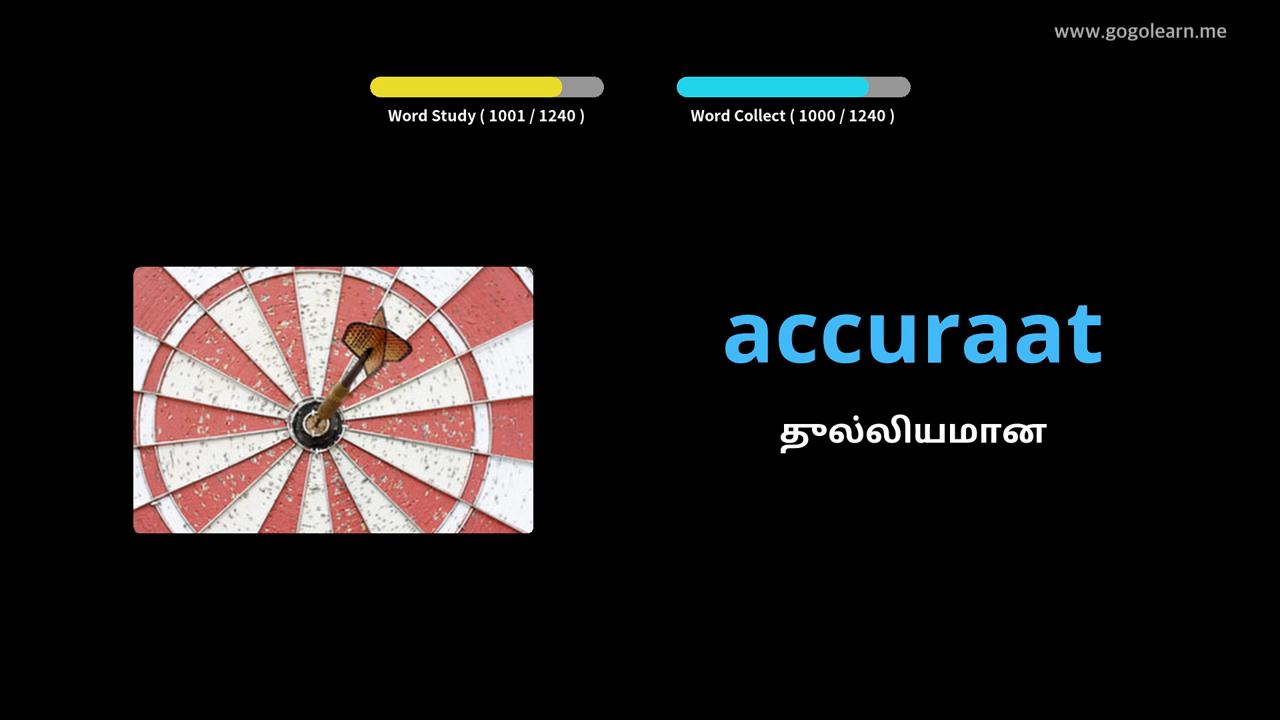 www.gogolearn.me
Word Study ( 1001 / 1240 )
Word Collect ( 1000 / 1240 )
accuraat
துல்லியமான